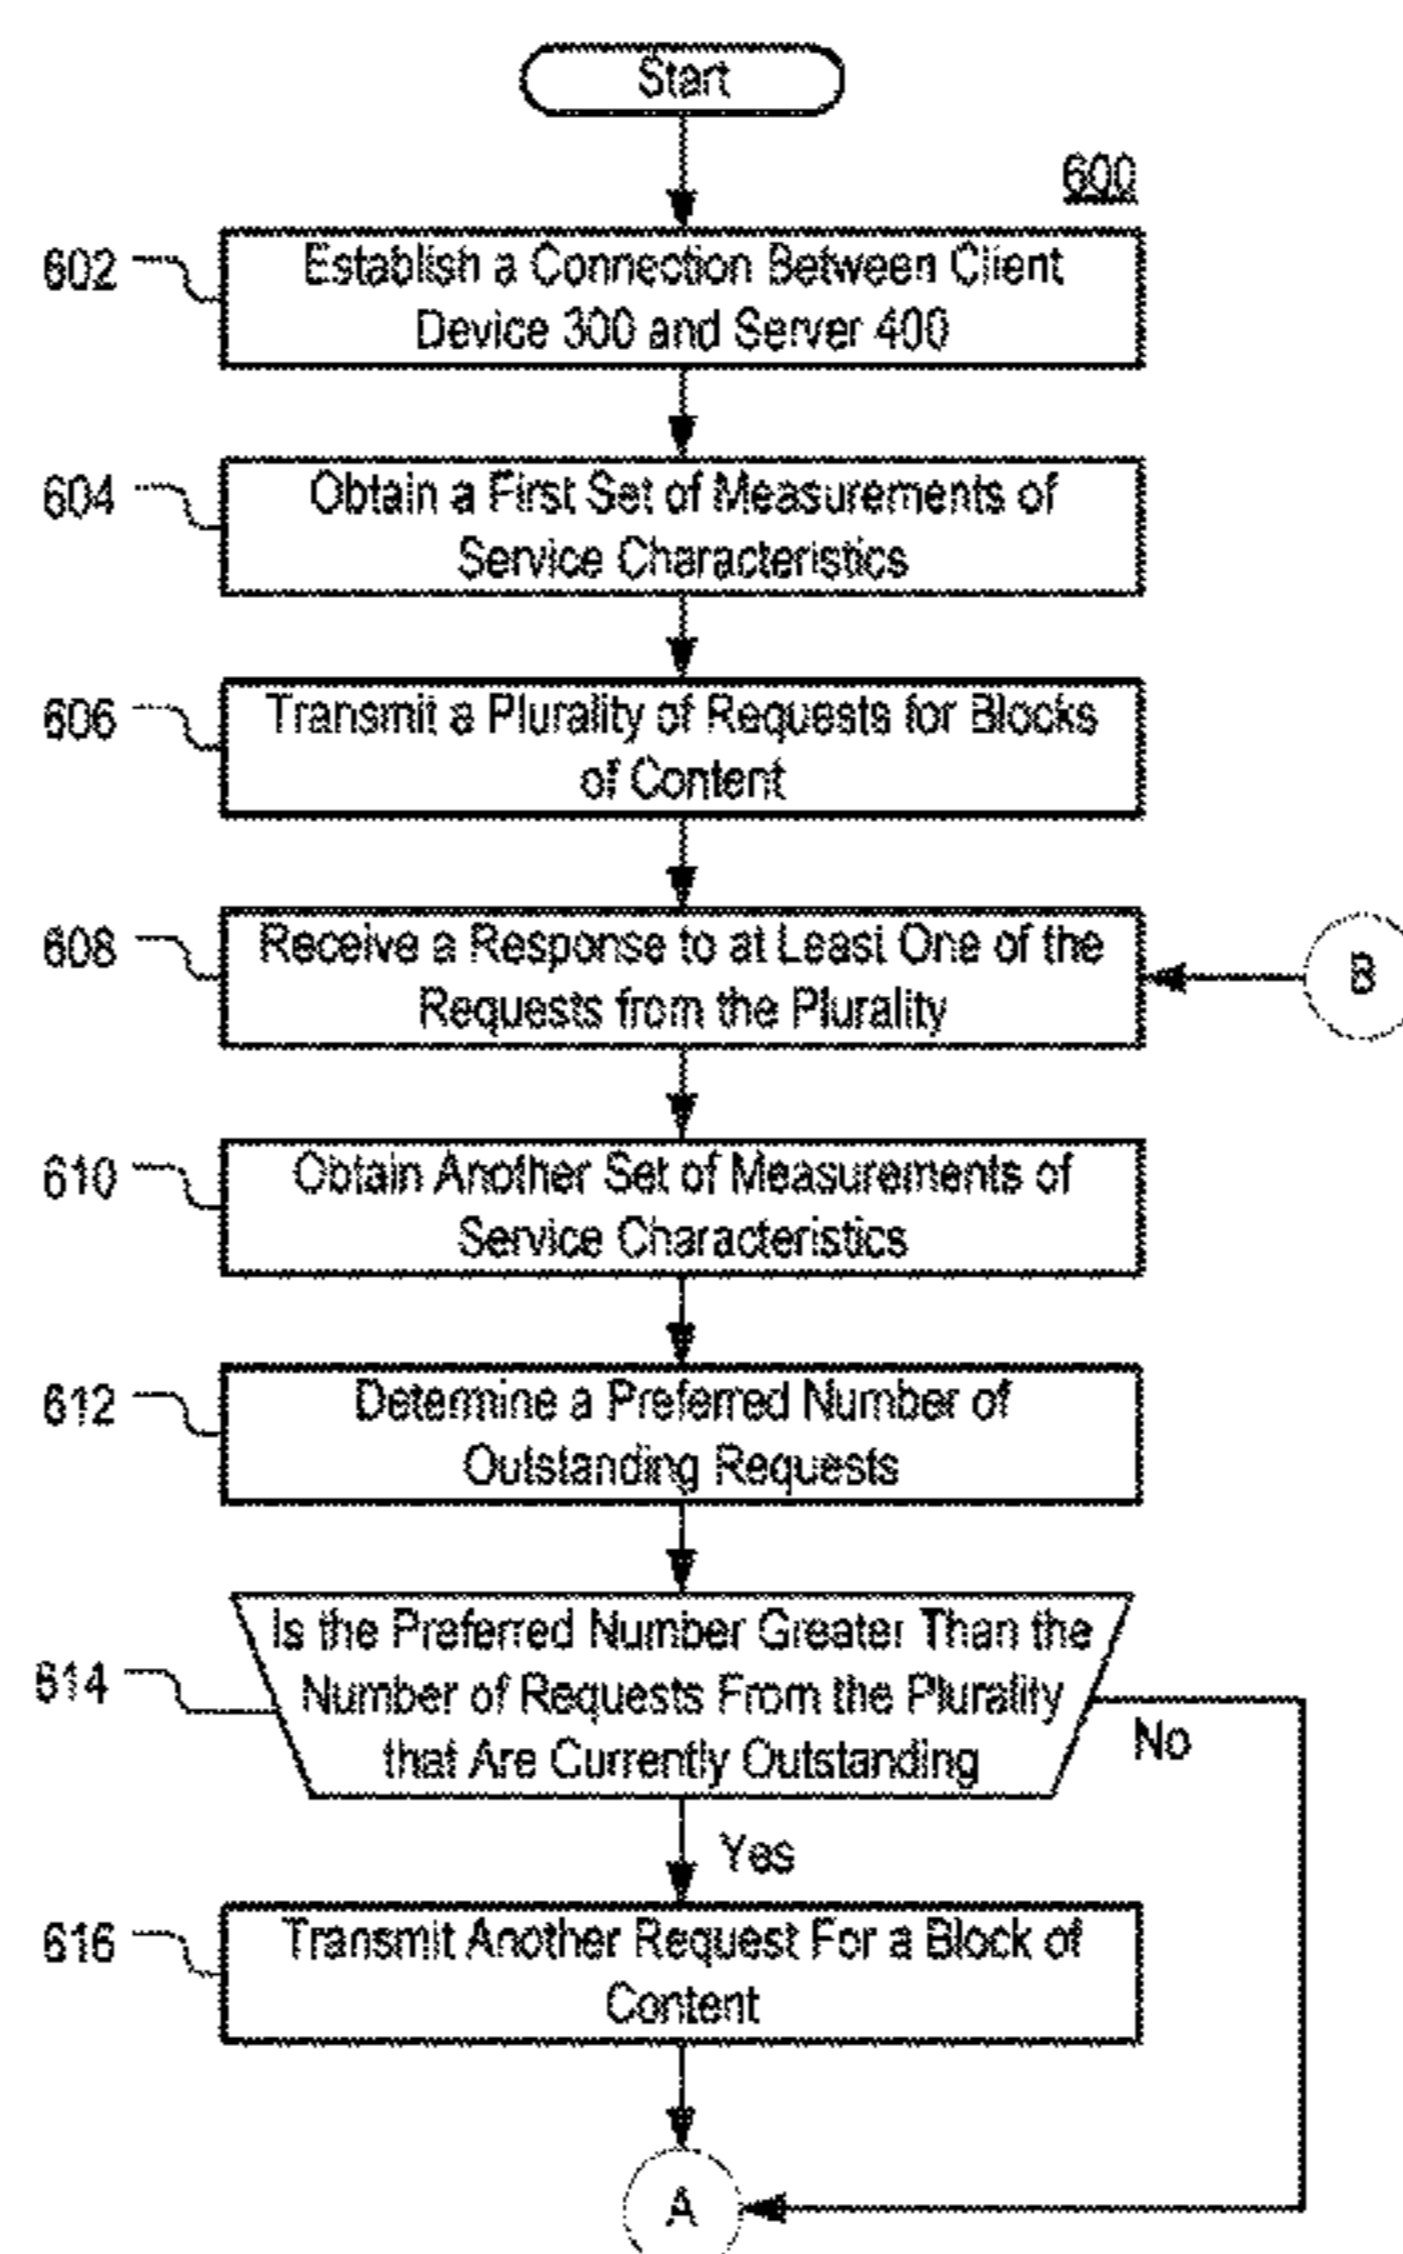 Start
600
602
Establish a Connection Between Client
Device 300 and Server 400
604
Obtain a First Set of Measurements of
Service Characteristics
606
Transmit a Plurality of Requests for Blocks
of Content
608
Receive a Response to at Least One of the
Requests from the Plurality
B
610
Obtain Another Set of Measurements of
Service Characteristics
612
Determine a Preferred Number of
Outstanding Requests
614
Is the Preferred Number Greater Than the
Number of Requests From the Plurality
that Are Currently Outstanding
No
Yes
616
Transmit Another Request For a Block of
Content
A